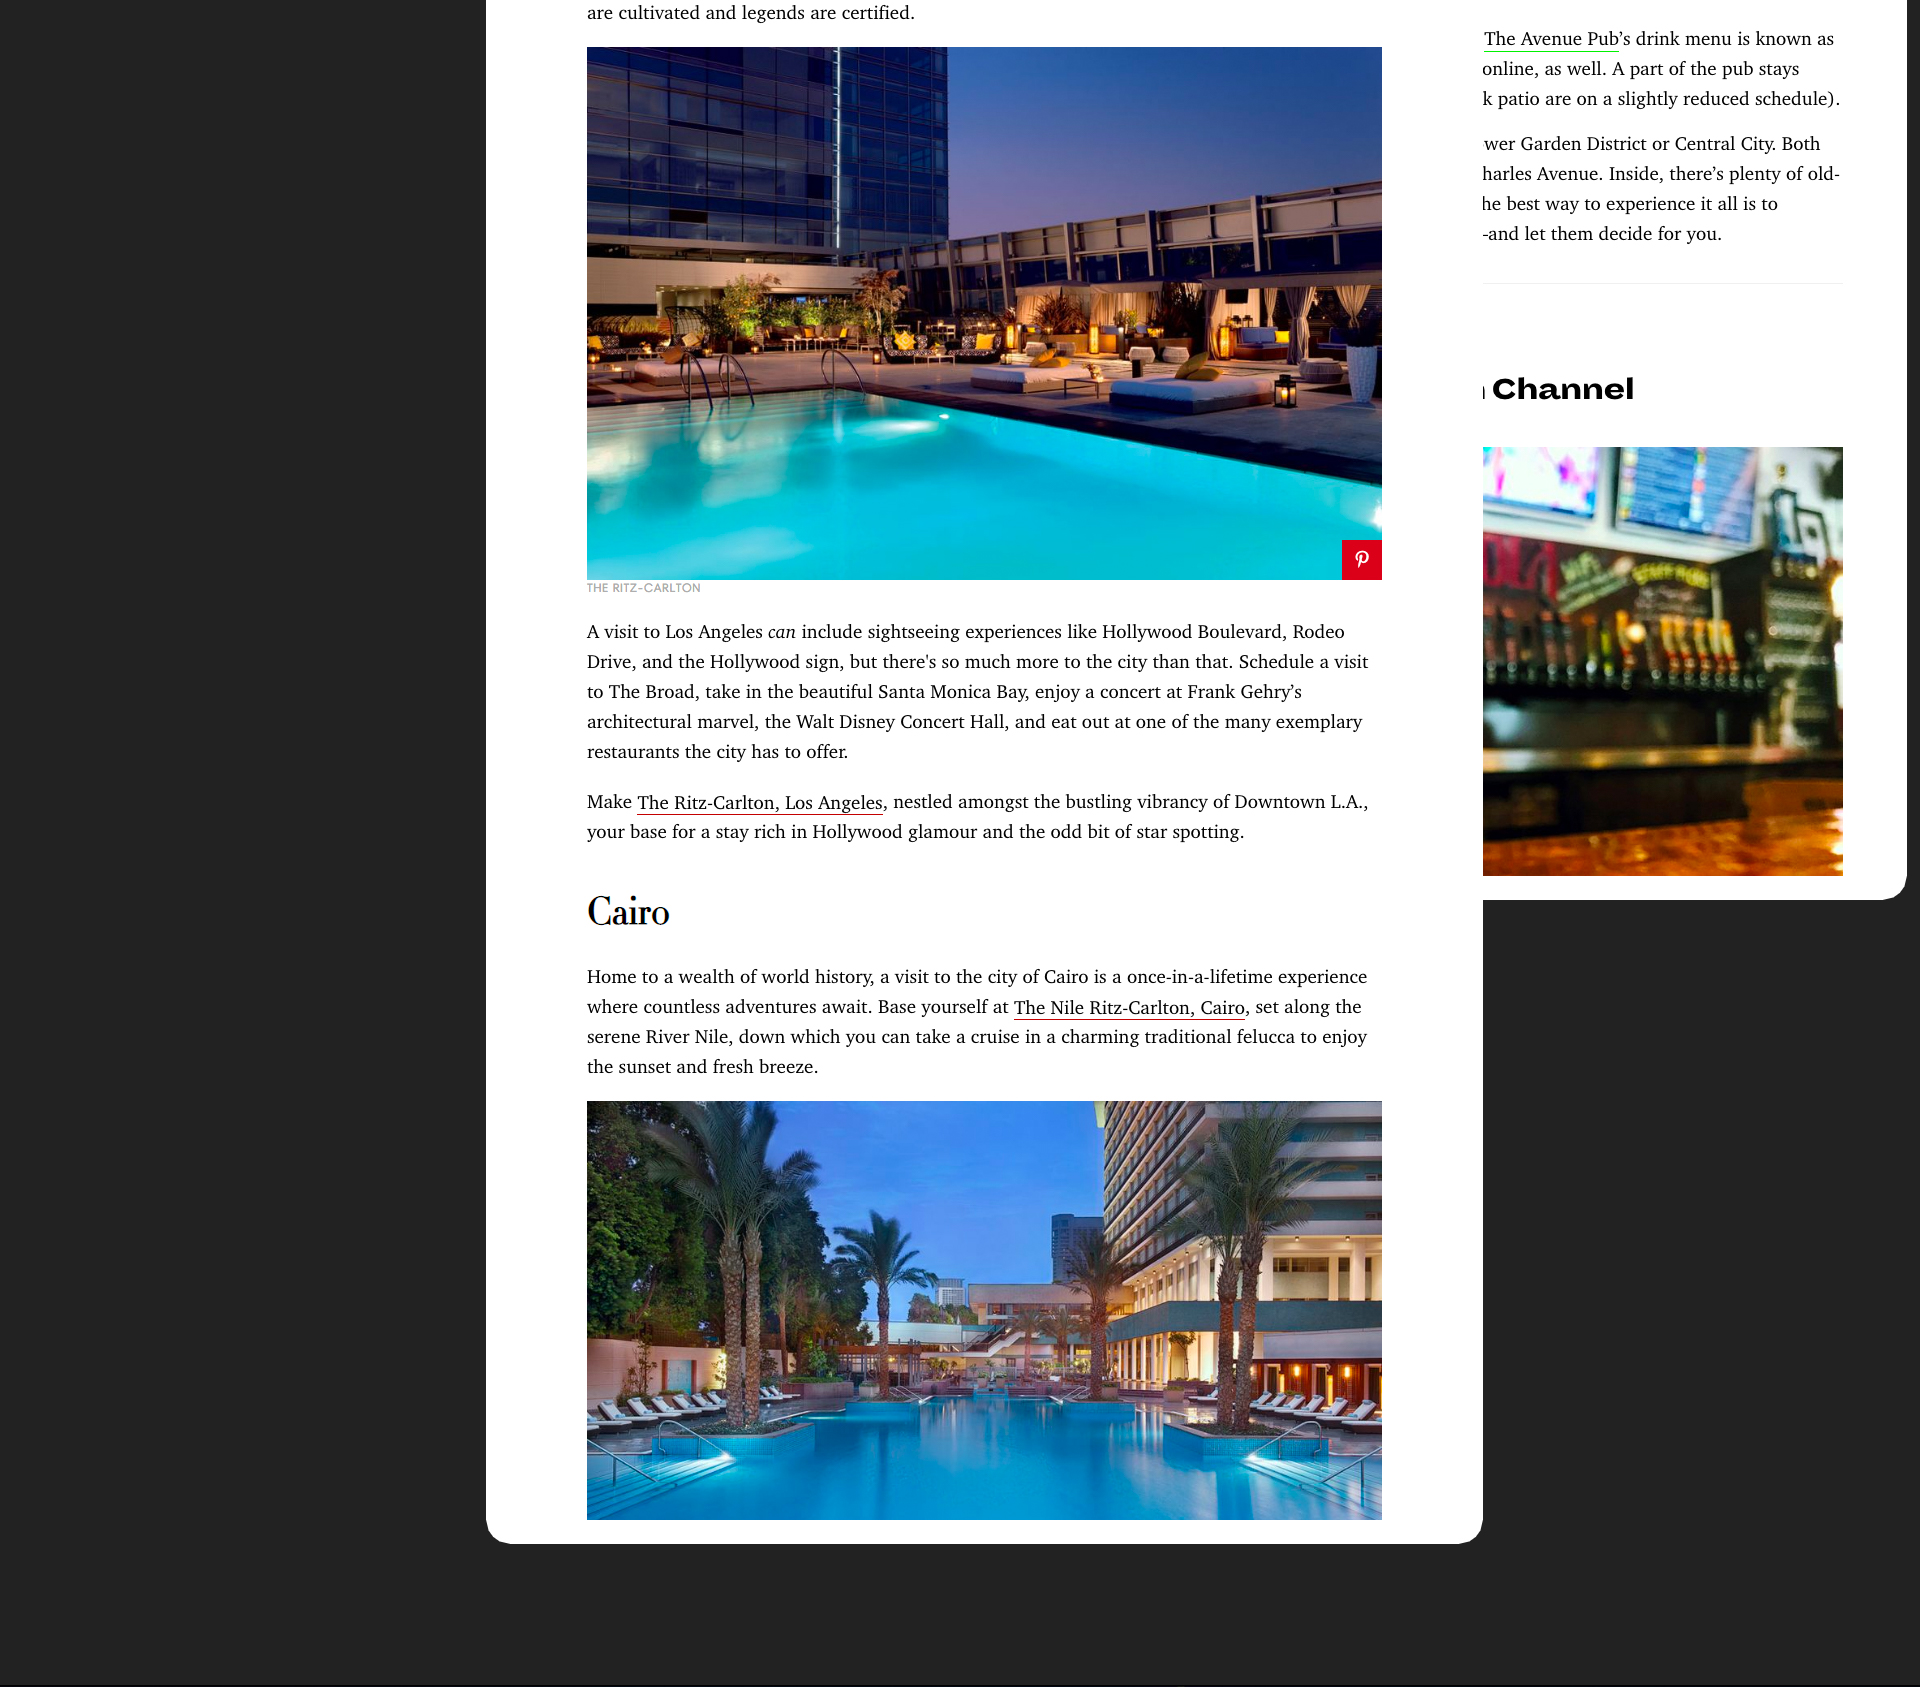 are cultivated and legends are certified.
THE RITZ-CARLTON
A visit to Los Angeles can include sightseeing experiences like Hollywood Boulevard, Rodeo
Drive, and the Hollywood sign, but there's so much more to the city than that. Schedule a visit
to The Broad, take in the beautiful Santa Monica Bay, enjoy a concert at Frank Gehry’s
architectural marvel, the Walt Disney Concert Hall, and eat out at one of the many exemplary
restaurants the city has to offer.
Make The Ritz-Carlton, Los Angeles, nestled amongst the bustling vibrancy of Downtown L.A.,
your base for a stay rich in Hollywood glamour and the odd bit of star spotting.
Cairo
Home to a wealth of world history, a visit to the city of Cairo is a once-in-a-lifetime experience
where countless adventures await. Base yourself at The Nile Ritz-Carlton, Cairo, set along the
serene River Nile, down which you can take a cruise in a charming traditional felucca to enjoy
the sunset and fresh breeze.
The Avenue Pub’s drink menu is known as
online, as well. A part of the pub stays
k patio are on a slightly reduced schedule).
wer Garden District or Central City. Both
harles Avenue. Inside, there’s plenty of old-
he best way to experience it all is to
-and let them decide for you.
Channel